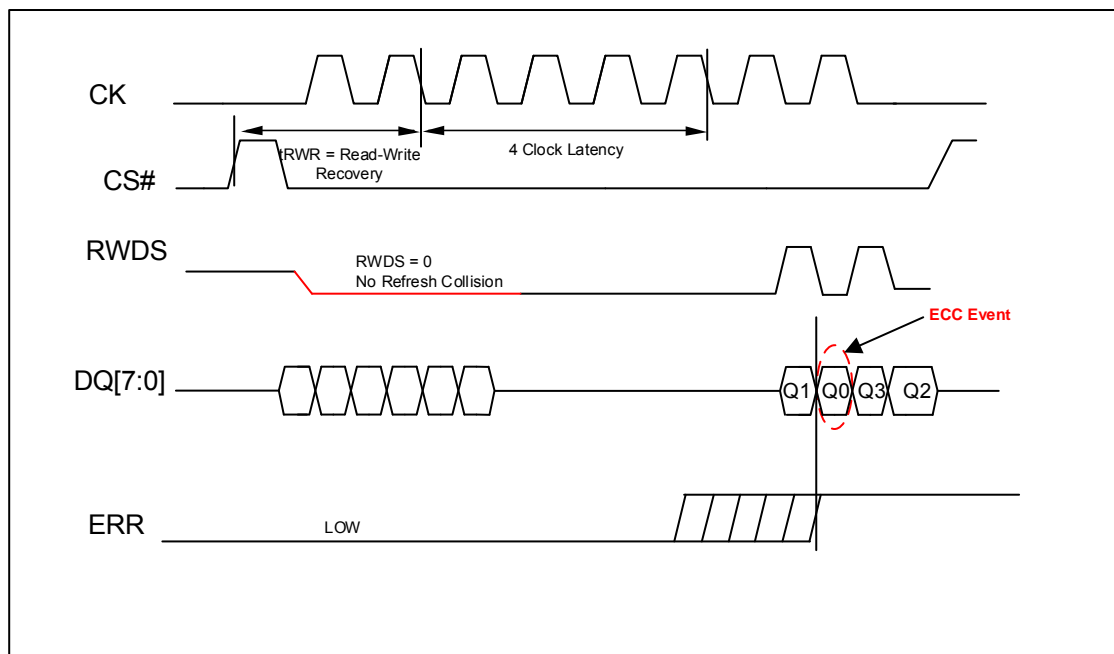 CK
tRWR = Read-Write
Recovery
4 Clock Latency
CS#
RWDS
RWDS = 0
No Refresh Collision
ECC Event
DQ[7:0]
Q1 Q0 Q3 Q2
ERR
LOW